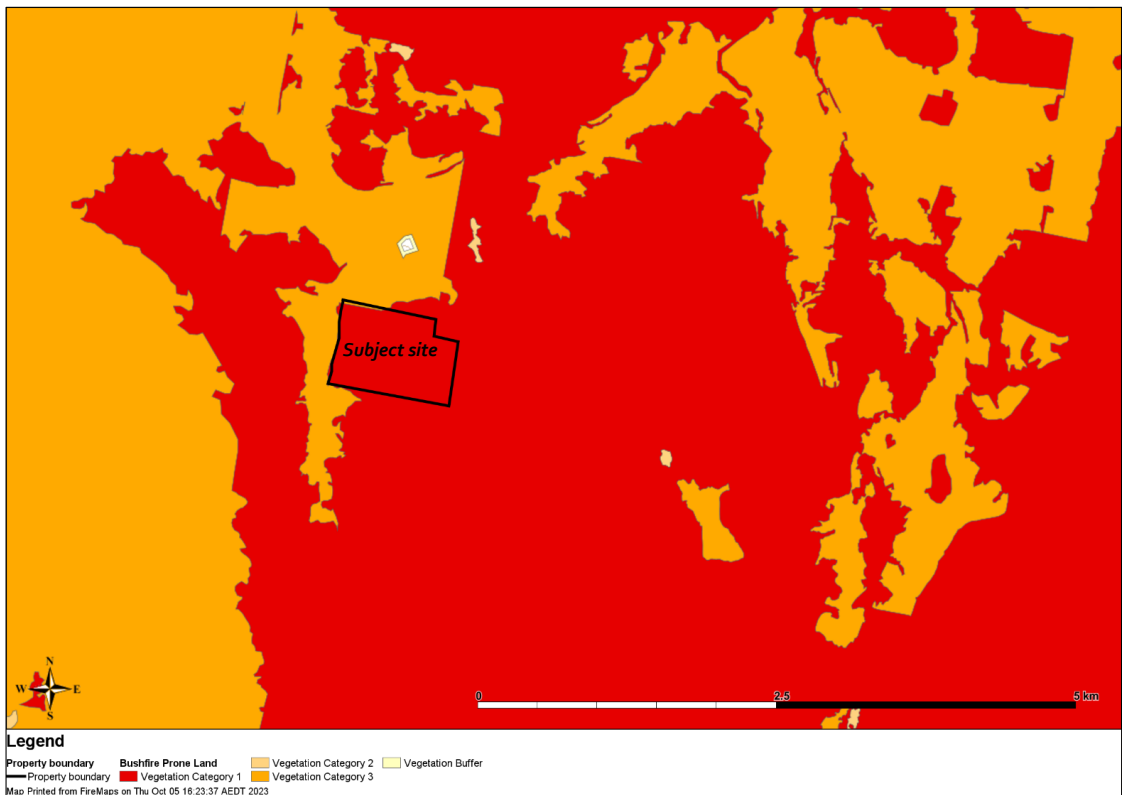 Subject site
N
W E
S
0 2.5 5 km
Legend
Property boundary Bushfire Prone Land Vegetation Category 2 Vegetation Buffer
Property boundary Vegetation Category 1 Vegetation Category 3
Map Printed from FireMaps on Thu Oct 05 16:23:37 AEDT 2023